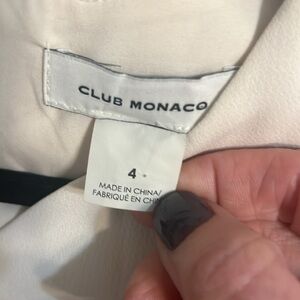 CLUB MONACO
4
MADE IN CHINA/
FABRIQUÉ EN CHI